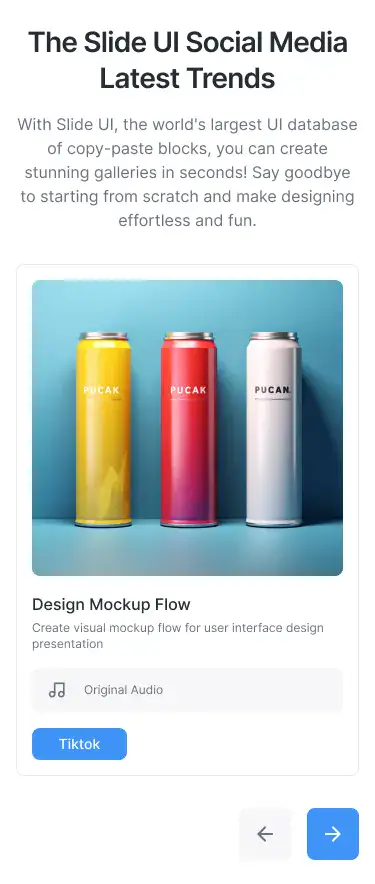 The Slide UI Social Media
Latest Trends
With Slide UI, the world's largest UI database
of copy-paste blocks, you can create
stunning galleries in seconds! Say goodbye
to starting from scratch and make designing
effortless and fun.
PUCAK
PUCAK
PUCAN.
Design Mockup Flow
Create visual mockup flow for user interface design
presentation
Original Audio
Tiktok